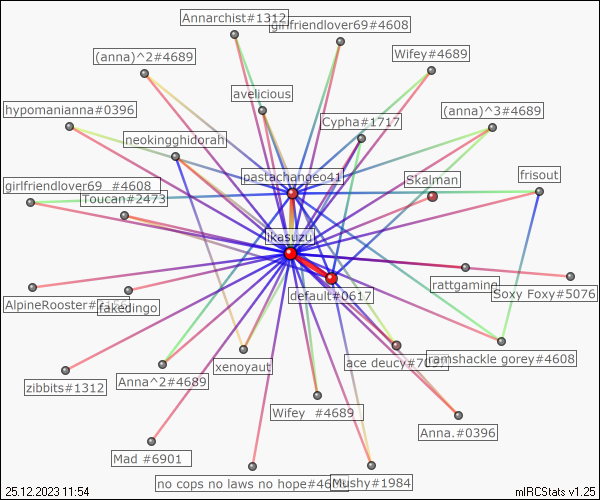 Annarchist#1312
girlfriendlover69#4608
(anna)^2#4689
Wifey#4689
avelicious
hypomanianna#0396
Cypha#1717
(anna)^3#4689
neokingghidorah
pastachangeo41
Skalman
frisout
girlfriendlover69 _#4608
Toucan#2473
ikasuzu
default#0617
rattgaming
Soxy Foxy#5076
AlpineRooster#
fakedingo
ramshackle gorey#4608
ace deucy#
xenoyaut
zibbits#1312
Anna^2#4689
Wifey _#4689
Anna.#0396
Mad #6901
no cops no laws no hope#
Mushy#1984
25.12.2023 11:54
mIRCStats v1.25